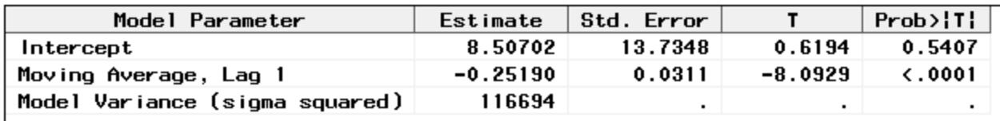 Model Parameter Estimate Std. Error T Prob>|T|
Intercept 8.50702 13.7348 0.6194 0.5407
Moving Average, Lag 1 -0.25190 0.0311 -8.0929 <.0001
Model Variance (sigma squared) 116694 . . .